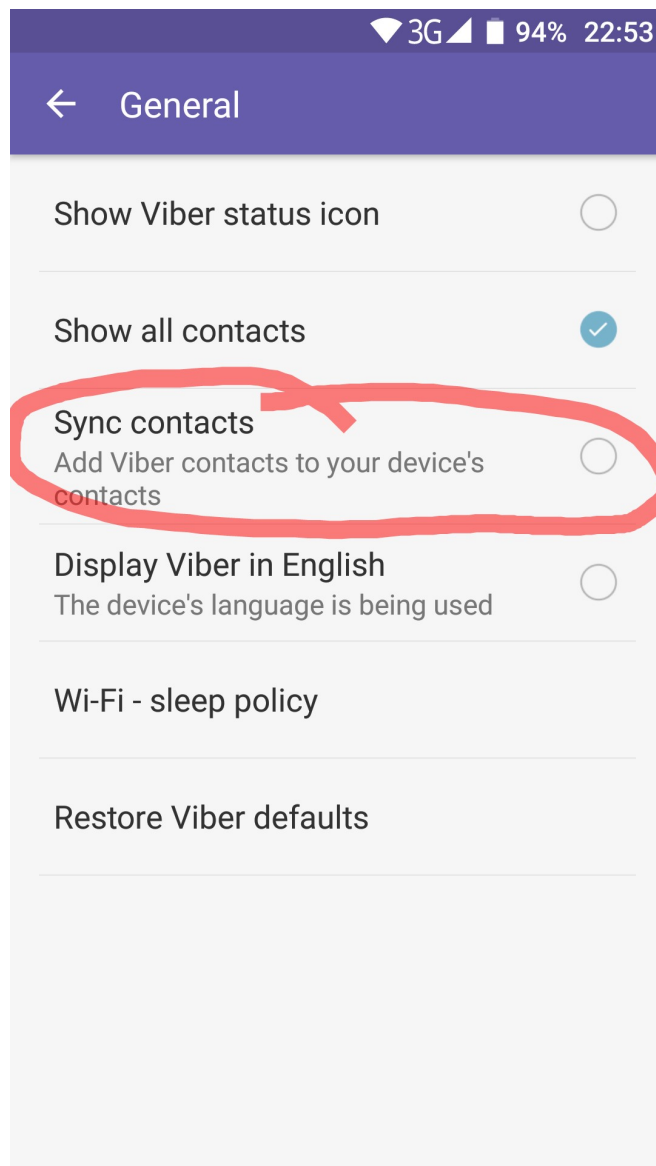 3G 94% 22:53
General
Show Viber status icon
Show all contacts
Sync contacts
Add Viber contacts to your device's
contacts
Display Viber in English
The device's language is being used
Wi-Fi - sleep policy
Restore Viber defaults